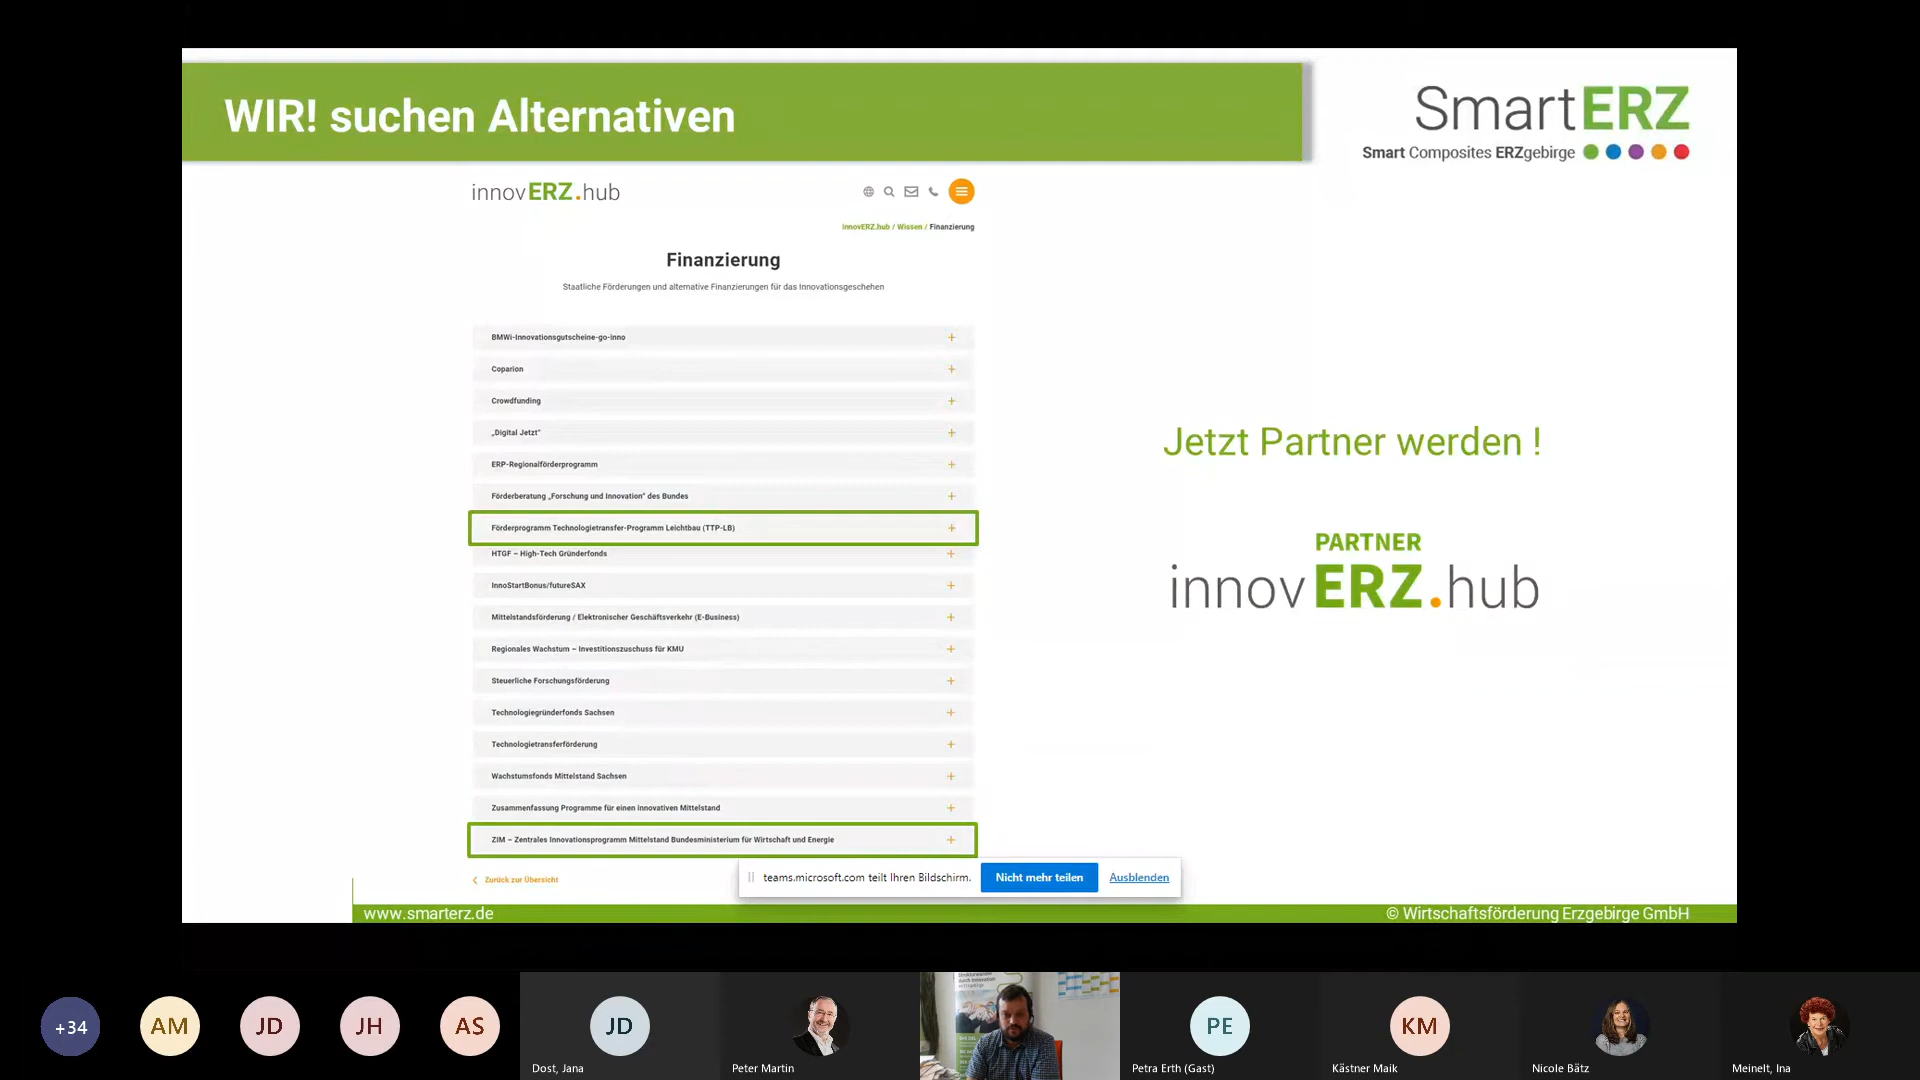 WIR! suchen Alternativen
SmartERZ
Smart Composites ERZgebirge
innovERZ.hub
innovERZ.hub / Wissen / Finanzierung
Finanzierung
Staatliche Förderungen und alternative Finanzierungen für das Innovationsgeschehen
BMWi-Innovationsgutscheine-go-inno
Coparion
Crowdfunding
„Digital Jetzt“
ERP-Regionalförderprogramm
Förderberatung „Forschung und Innovation“ des Bundes
Förderprogramm Technologietransfer-Programm Leichtbau (TTP-LB)
HTGF – High-Tech Gründerfonds
InnoStartBonus/futureSAX
Mittelstandsförderung / Elektronischer Geschäftsverkehr (E-Business)
Regionales Wachstum – Investitionszuschuss für KMU
Steuerliche Forschungsförderung
Technologiegründerfonds Sachsen
Technologietransferförderung
Wachstumsfonds Mittelstand Sachsen
Zusammenfassung Programme für einen innovativen Mittelstand
ZIM – Zentrales Innovationsprogramm Mittelstand Bundesministerium für Wirtschaft und Energie
Zurück zur Übersicht
Jetzt Partner werden !
PARTNER
innovERZ.hub
teams.microsoft.com teilt Ihren Bildschirm.
Nicht mehr teilen
Ausblenden
www.smarterz.de
© Wirtschaftsförderung Erzgebirge GmbH
+34
AM
JD
JH
AS
JD
Dost, Jana
Peter Martin
PE
Petra Erth (Gast)
KM
Kästner Maik
Nicole Bätz
Meinelt, Ina